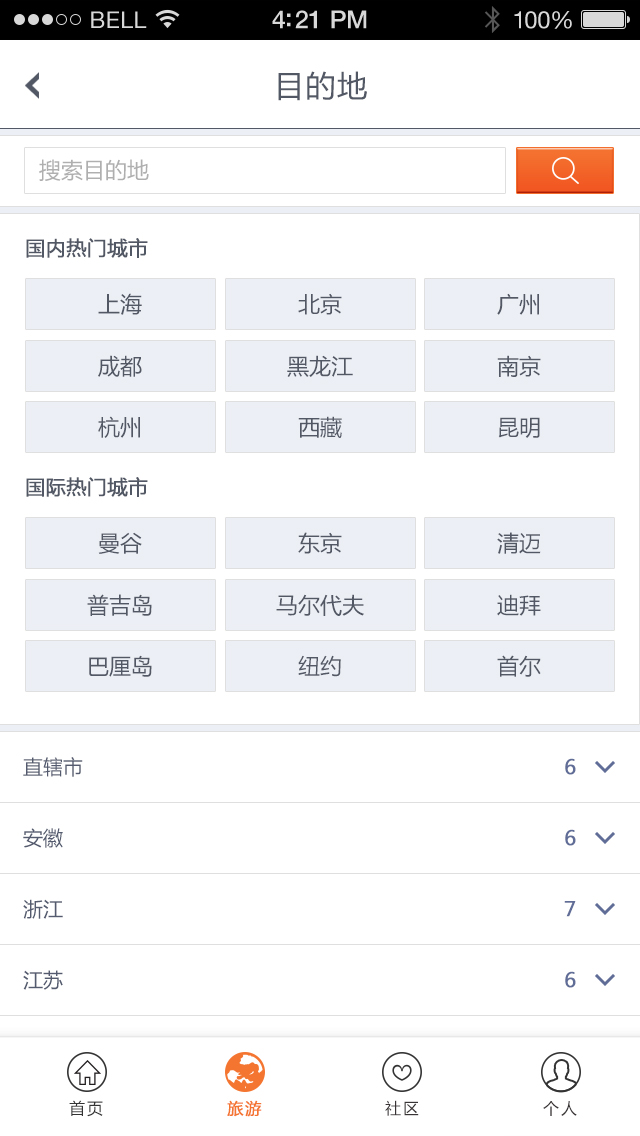 BELL 4:21 PM 100%
目的地
搜索目的地
国内热门城市
上海 北京 广州
成都 黑龙江 南京
杭州 西藏 昆明
国际热门城市
曼谷 东京 清迈
普吉岛 马尔代夫 迪拜
巴厘岛 纽约 首尔
直辖市 6
安徽 6
浙江 7
江苏 6
首页 旅游 社区 个人